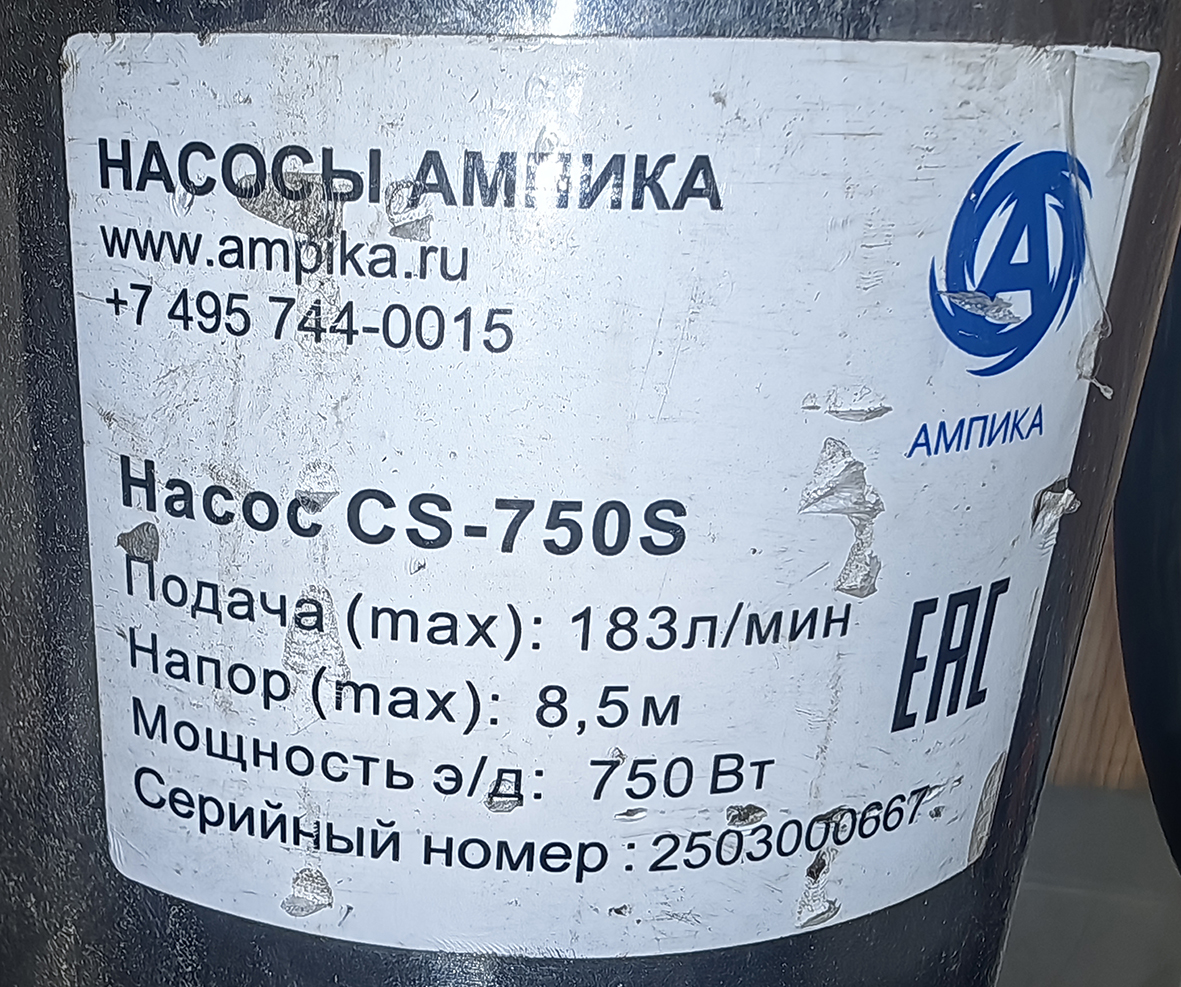 НАСОСЫ АМПИКА
www.ampika.ru
+7 495 744-0015
АМПИКА
Насос CS-750S
Подача (max): 183л/мин
Напор (max): 8,5м
Мощность э/д: 750 Вт
Серийный номер : 2503000667
EAC